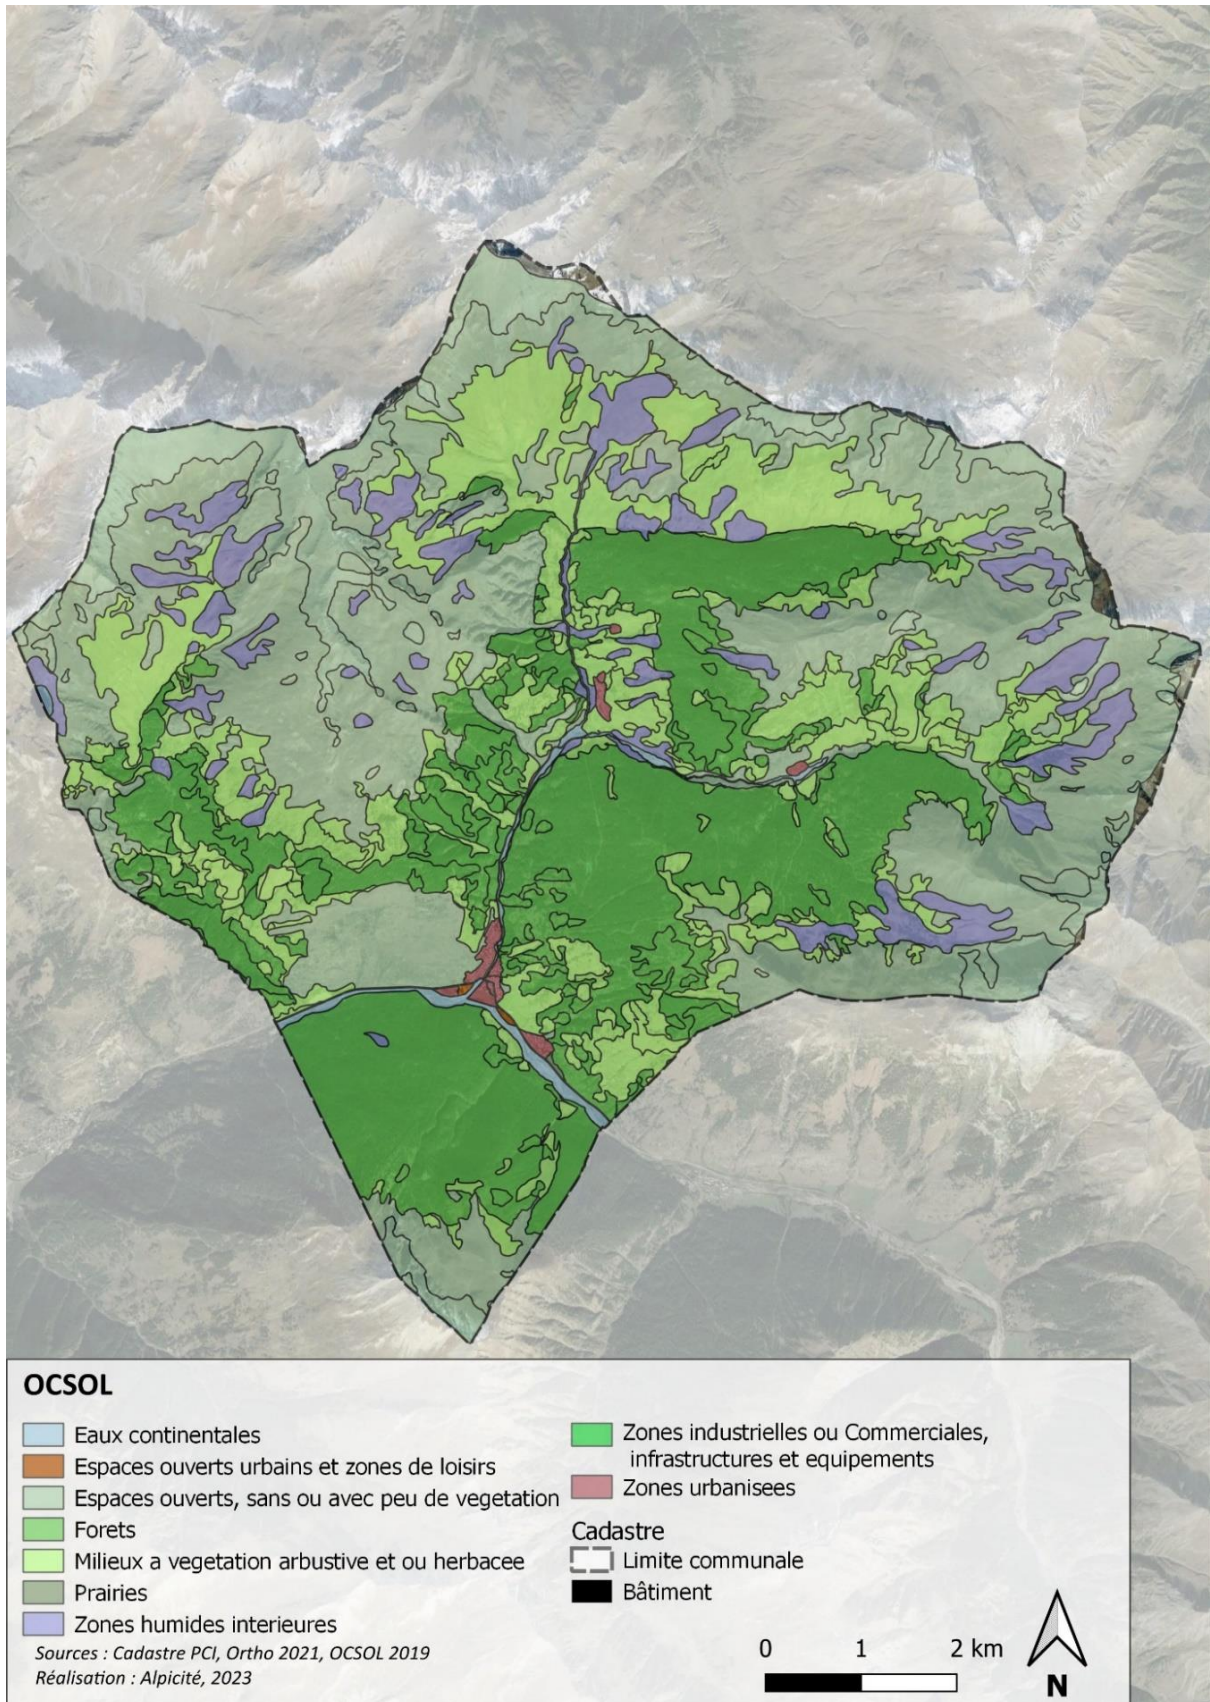 OCSOL
Eaux continentales
Espaces ouverts urbains et zones de loisirs
Espaces ouverts, sans ou avec peu de vegetation
Forets
Milieux a vegetation arbustive et ou herbacee
Prairies
Zones humides interieures
Zones industrielles ou Commerciales,
infrastructures et equipements
Zones urbanisees
Cadastre
Limite communale
Bâtiment
Sources : Cadastre PCI, Ortho 2021, OCSOL 2019
Réalisation : Alpicité, 2023
0 1 2 km
N